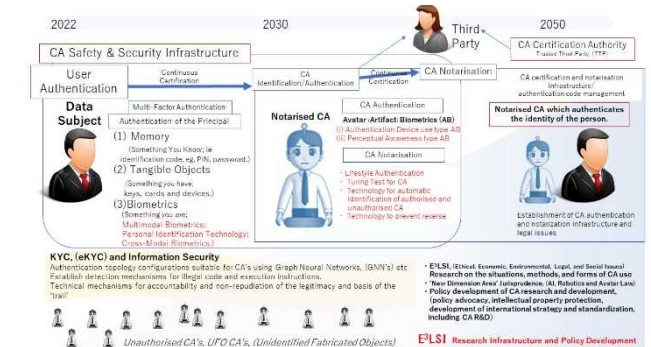 2022
2030
2050
Third
Party
CA Safety & Security Infrastructure
CA Certification Authority
Trusted Third Party, (TTP)
User
Authentication
Continuous
Certification
CA
Identification/Authentication
Continuous
Certification
CA Notarisation
CA certification and notarisation
infrastructure/
authentication code management
Data
Subject
Multi-Factor Authentication
Authentication of the Principal
(1) Memory
(Something You Know; ie
identification code, eg, PIN, password.)
(2) Tangible Objects
(Something you have;
keys, cards and devices.)
(3)Biometrics
(Something you are;
Multimodal Biometrics;
Personal Identification Technology;
Cross-Modal Biometrics.)
Notarised CA
CA Authentication
Avatar (Artifact) Biometrics (AB)
(i) Authentication Device use type AB
(ii) Perceptual Awareness type AB
CA Notarisation
・Lifestyle Authentication
・Turing Test for CA
・Technology for automatic
identification of authorised and
unauthorised CA
・Technology to prevent reverse
Notarised CA which authenticates
the identity of the person.
Establishment of CA authentication
and notarization infrastructure and
legal issues
KYC, (eKYC) and Information Security
Authentication topology configurations suitable for CA's using Graph Neural Networks, (GNN's) etc
Establish detection mechanisms for illegal code and execution instructions.
Technical mechanisms for accountability and non-repudiation of the legitimacy and basis of the
'trail'
Unauthorised CA's, UFO CA's, (Unidentified Fabricated Objects)
・E³LSI, (Ethical, Economic, Environmental, Legal, and Social Issues)
Research on the situations, methods, and forms of CA use
・'New Dimension Area' Jurisprudence, (AI, Robotics and Avatar Law)
・Policy development of CA research and development,
(policy advocacy, intellectual property protection,
development of international strategy and standardization,
including CA R&D)
E³LSI Research Infrastructure and Policy Development